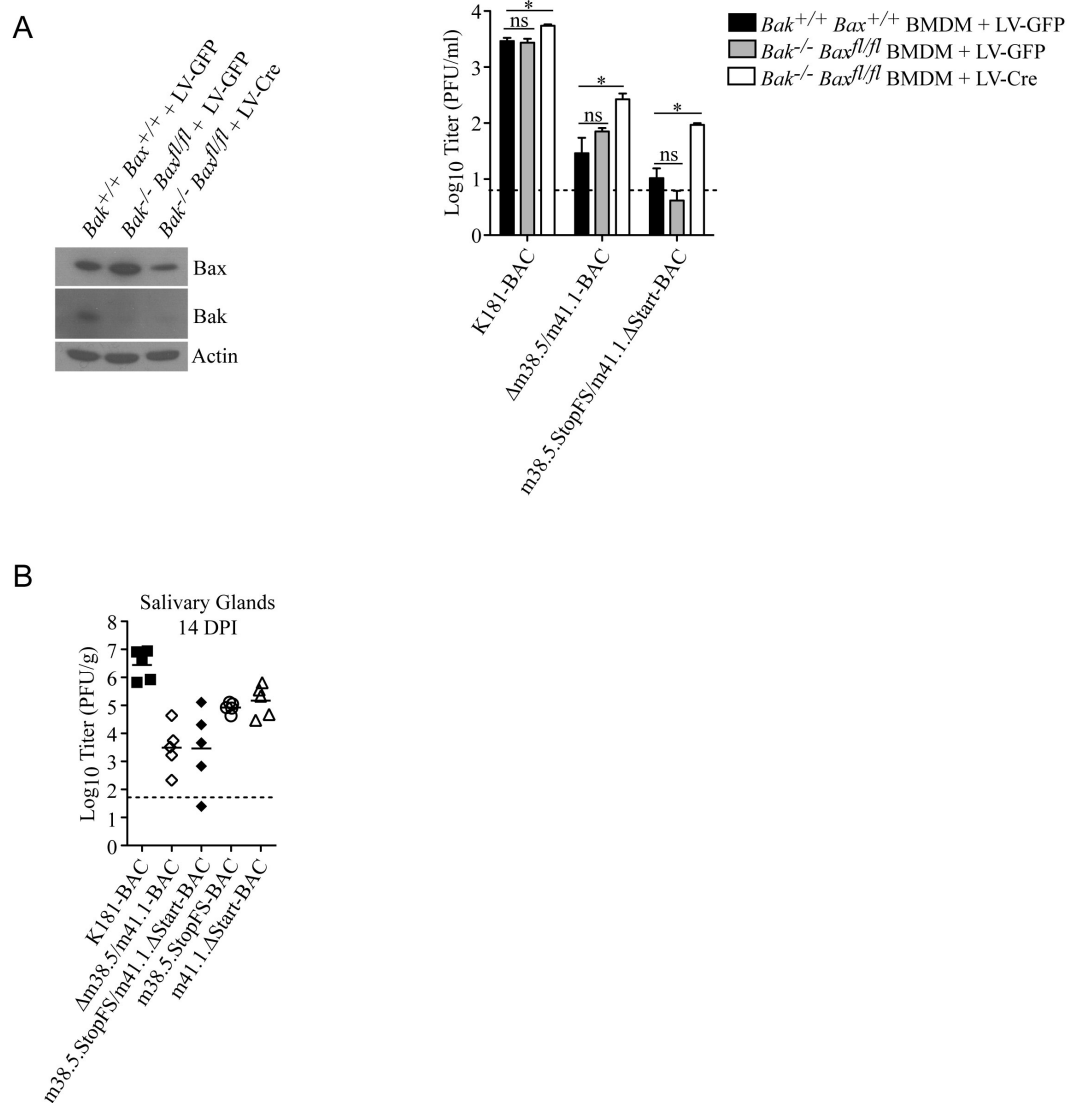 A
Bak+/+ Bax+/+ + LV-GFP
Bak-/- Baxfl/fl + LV-GFP
Bak-/- Baxfl/fl + LV-Cre
Bax
Bak
Actin
Log10 Titer (PFU/ml)
4
3
2
1
0
*
ns
*
ns
*
ns
K181-BAC
Δm38.5/m41.1-BAC
m38.5.StopFS/m41.1.ΔStart-BAC
Bak+/+ Bax+/+ BMDM + LV-GFP
Bak-/- Baxfl/fl BMDM + LV-GFP
Bak-/- Baxfl/fl BMDM + LV-Cre
B
Salivary Glands
14 DPI
Log10 Titer (PFU/g)
8
7
6
5
4
3
2
1
0
K181-BAC
Δm38.5/m41.1-BAC
m38.5.StopFS/m41.1.ΔStart-BAC
m38.5.StopFS-BAC
m41.1.ΔStart-BAC